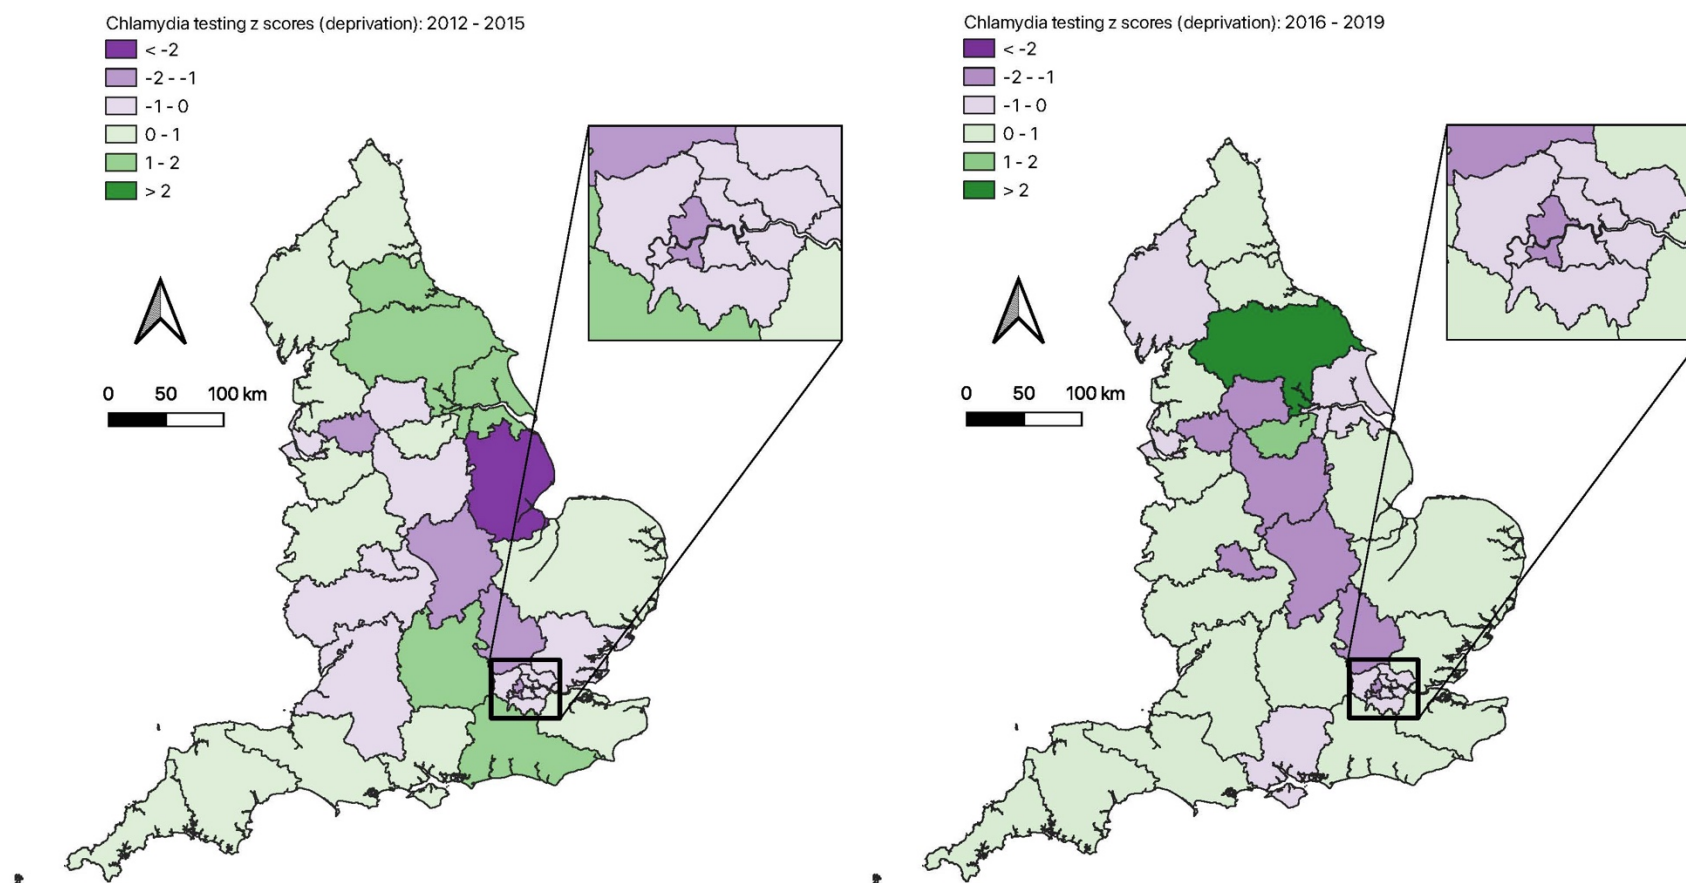 Chlamydia testing z scores (deprivation): 2012 - 2015
< -2
-2 - -1
-1 - 0
0 - 1
1 - 2
> 2
0 50 100 km
Chlamydia testing z scores (deprivation): 2016 - 2019
< -2
-2 - -1
-1 - 0
0 - 1
1 - 2
> 2
0 50 100 km